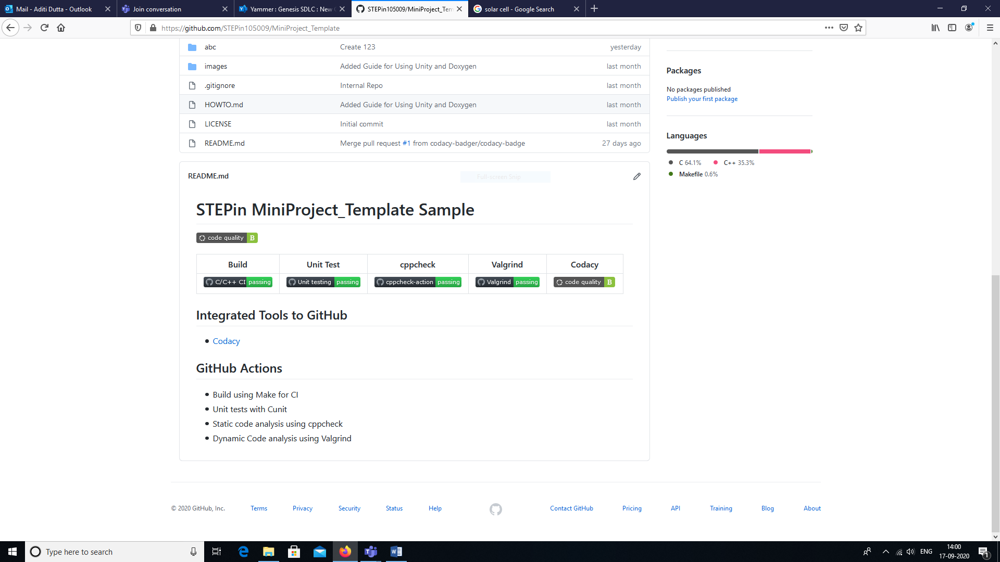 Mail - Aditi Dutta - Outlook
Join conversation
Yammer : Genesis SDLC : New
STEPin105009/MiniProject_Tem
solar cell - Google Search
https://github.com/STEPin105009/MiniProject_Template
abc Create 123 yesterday
images Added Guide for Using Unity and Doxygen last month
.gitignore Internal Repo last month
HOWTO.md Added Guide for Using Unity and Doxygen last month
LICENSE Initial commit last month
README.md Merge pull request #1 from codacy-badger/codacy-badge 27 days ago
Packages
No packages published
Publish your first package
Languages
C 64.1% C++ 35.3%
Makefile 0.6%
README.md
Full-screen Snip
STEPin MiniProject_Template Sample
code quality B
Build Unit Test cppcheck Valgrind Codacy
C/C++ CI passing Unit testing passing cppcheck-action passing Valgrind passing code quality B
Integrated Tools to GitHub
• Codacy
GitHub Actions
• Build using Make for CI
• Unit tests with Cunit
• Static code analysis using cppcheck
• Dynamic Code analysis using Valgrind
© 2020 GitHub, Inc. Terms Privacy Security Status Help Contact GitHub Pricing API Training Blog About
Type here to search
ENG
14:00
17-09-2020
1